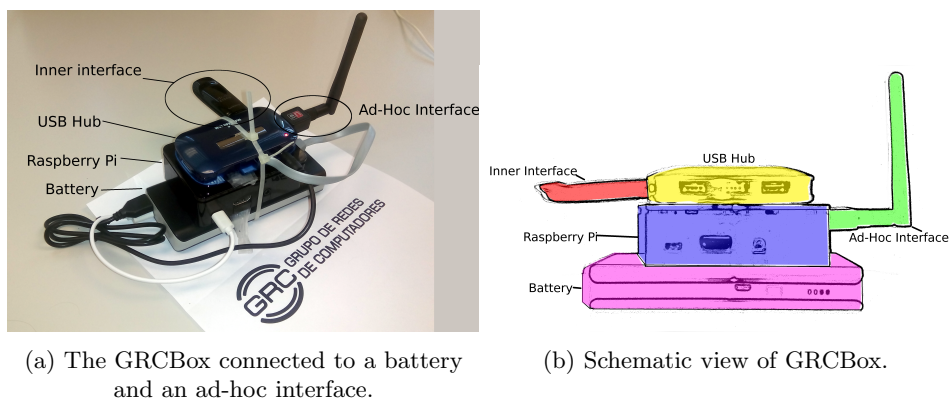 Inner interface
Ad-Hoc Interface
USB Hub
Raspberry Pi
Battery
GRC
GRUPO DE REDES
DE COMPUTADORES
USB Hub
Inner Interface
Raspberry Pi
Ad-Hoc Interface
Battery
(a) The GRCBox connected to a battery
and an ad-hoc interface.
(b) Schematic view of GRCBox.